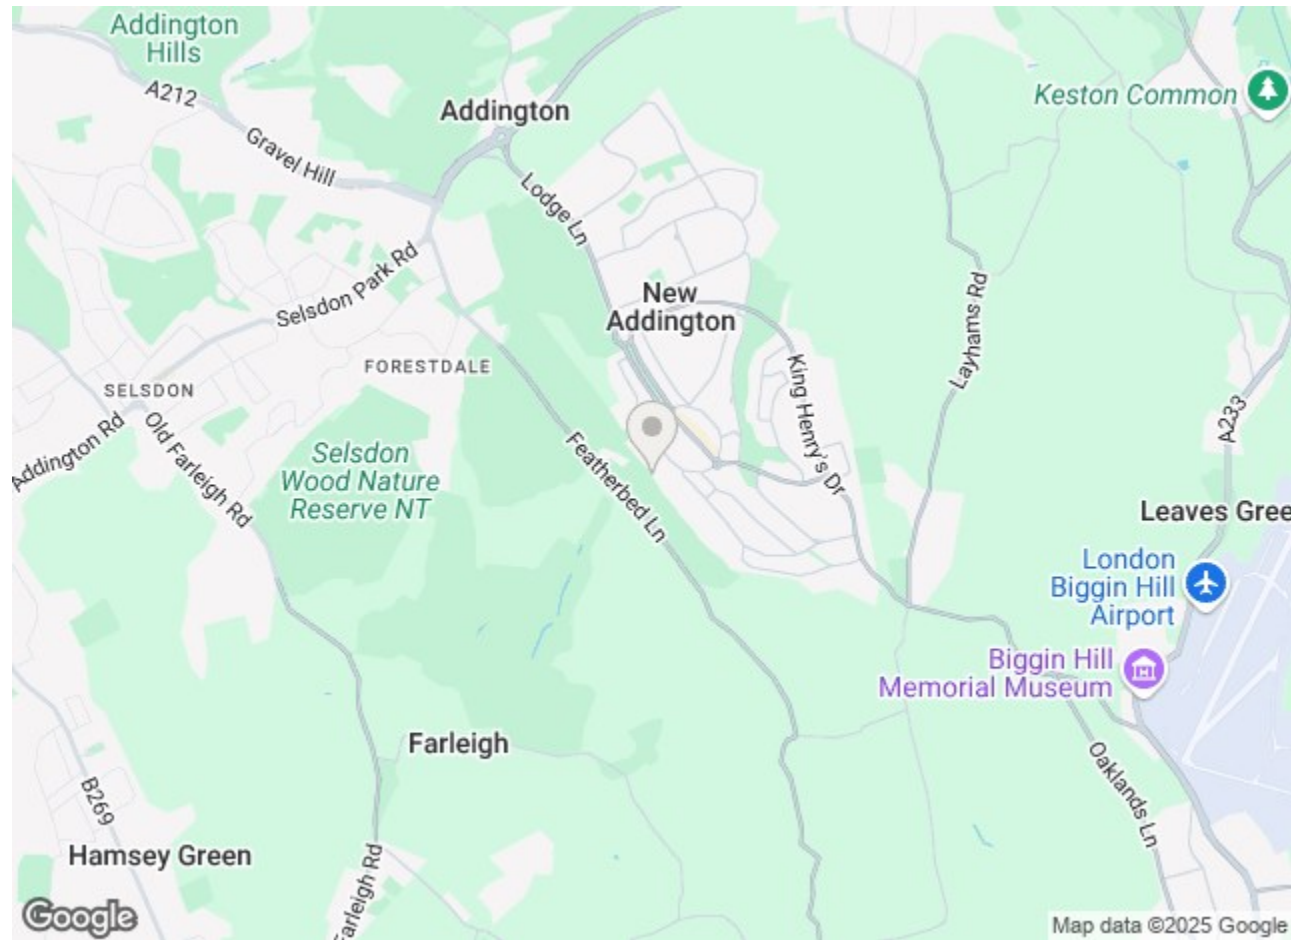 Addington
Hills
A212
Addington
Keston Common
Gravel Hill
Lodge Ln
Selsdon Park Rd
New
Addington
Layhams Rd
FORESTDALE
SELSDON
King Henry's Dr
A233
Addington Rd
Old Farleigh Rd
Selsdon
Wood Nature
Reserve NT
Featherbed Ln
Leaves Gree
London
Biggin Hill
Airport
Biggin Hill
Memorial Museum
Farleigh
Oaklands Ln
B269
Hamsey Green
Farleigh Rd
Google
Map data ©2025 Google